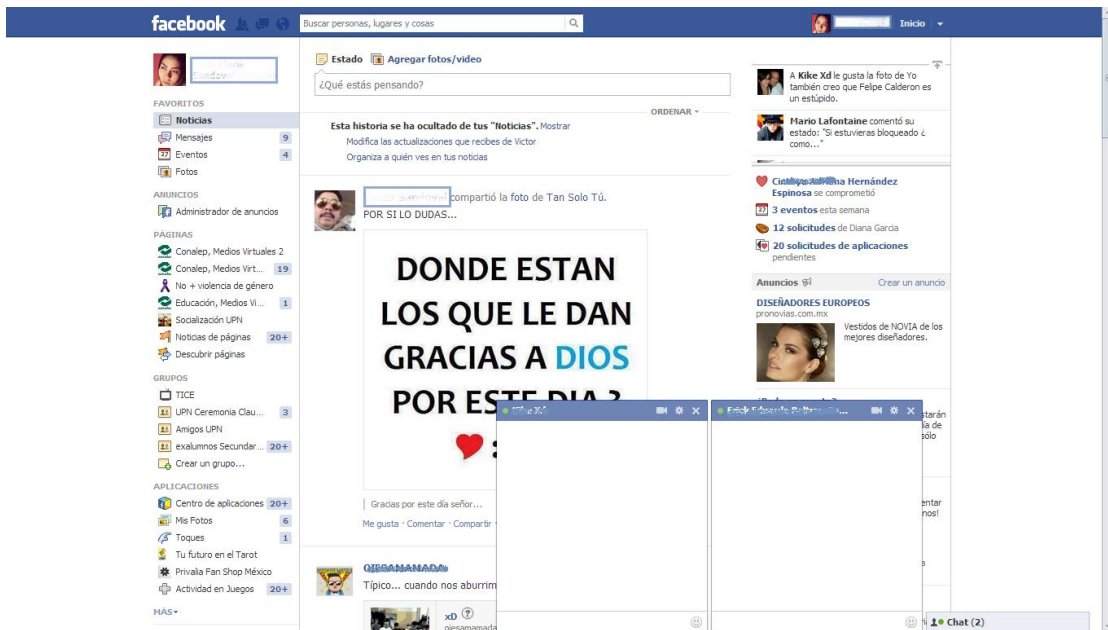 facebook
Buscar personas, lugares y cosas
Inicio
FAVORITOS
Noticias
Mensajes 9
Eventos 4
Fotos
ANUNCIOS
Administrador de anuncios
PÁGINAS
Conalep, Medios Virtuales 2
Conalep, Medios Virt... 19
No + violencia de género
Educación, Medios Vi... 1
Socialización UPN
Noticias de páginas 20+
Descubrir páginas
GRUPOS
TICE
UPN Ceremonia Clau... 3
Amigos UPN
exalumnos Secundar... 20+
Crear un grupo...
APLICACIONES
Centro de aplicaciones 20+
Mis Fotos 6
Toques 1
Tu futuro en el Tarot
Privalia Fan Shop México
Actividad en Juegos 20+
MÁS
Estado Agregar fotos/video
¿Qué estás pensando?
ORDENAR
Esta historia se ha ocultado de tus "Noticias". Mostrar
Modifica las actualizaciones que recibes de Victor
Organiza a quién ves en tus noticias
compartió la foto de Tan Solo Tú.
POR SI LO DUDAS...
DONDE ESTAN
LOS QUE LE DAN
GRACIAS A DIOS
POR ESTE DIA ?
Gracias por este día señor...
Me gusta · Comentar · Compartir
Típico... cuando nos aburrim
xD ?
A Kike Xd le gusta la foto de Yo
también creo que Felipe Calderon es
un estúpido.
Mario Lafontaine comentó su
estado: "Si estuvieras bloqueado ¿
como..."
Hernández
Espinosa se comprometió
3 eventos esta semana
12 solicitudes de Diana Garcia
20 solicitudes de aplicaciones
pendientes
Anuncios Crear un anuncio
DISEÑADORES EUROPEOS
pronovias.com.mx
Vestidos de NOVIA de los
mejores diseñadores.
Chat (2)